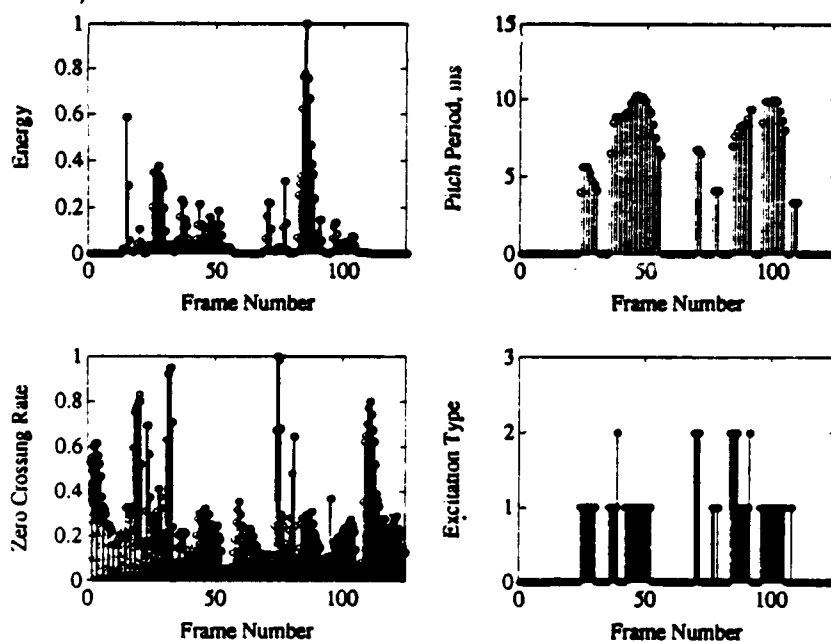 Energy
1
0.8
0.6
0.4
0.2
0
0 50 100
Frame Number
Pitch Period, ms
15
10
5
0
0 50 100
Frame Number
Zero Crossing Rate
1
0.8
0.6
0.4
0.2
0
0 50 100
Frame Number
Excitation Type
3
2
1
0
0 50 100
Frame Number